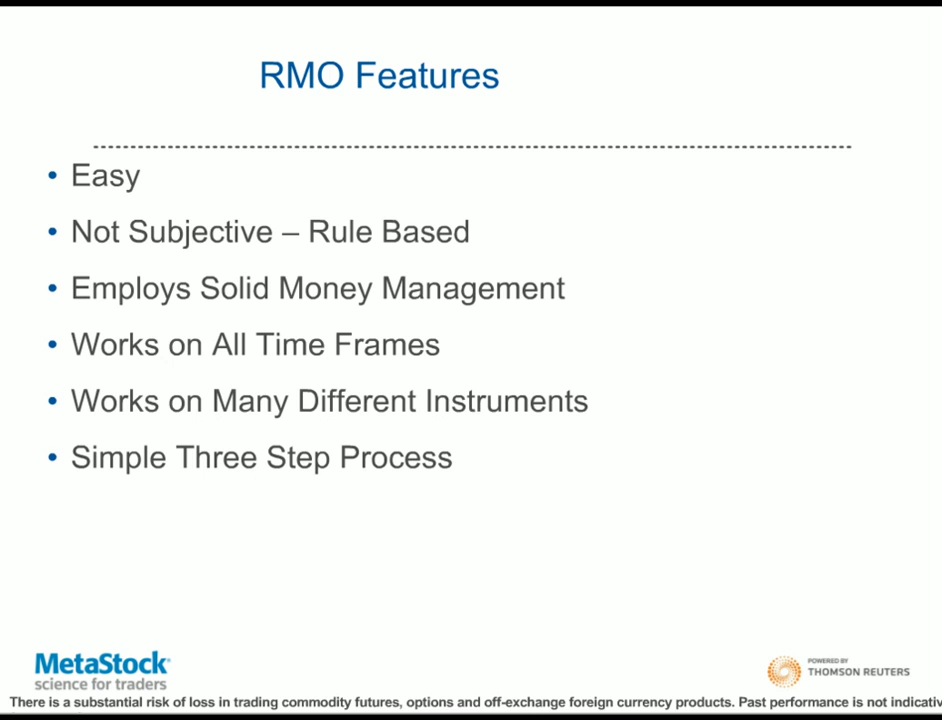 RMO Features
• Easy
• Not Subjective – Rule Based
• Employs Solid Money Management
• Works on All Time Frames
• Works on Many Different Instruments
• Simple Three Step Process
MetaStock
science for traders
POWERED BY
THOMSON REUTERS
There is a substantial risk of loss in trading commodity futures, options and off-exchange foreign currency products. Past performance is not